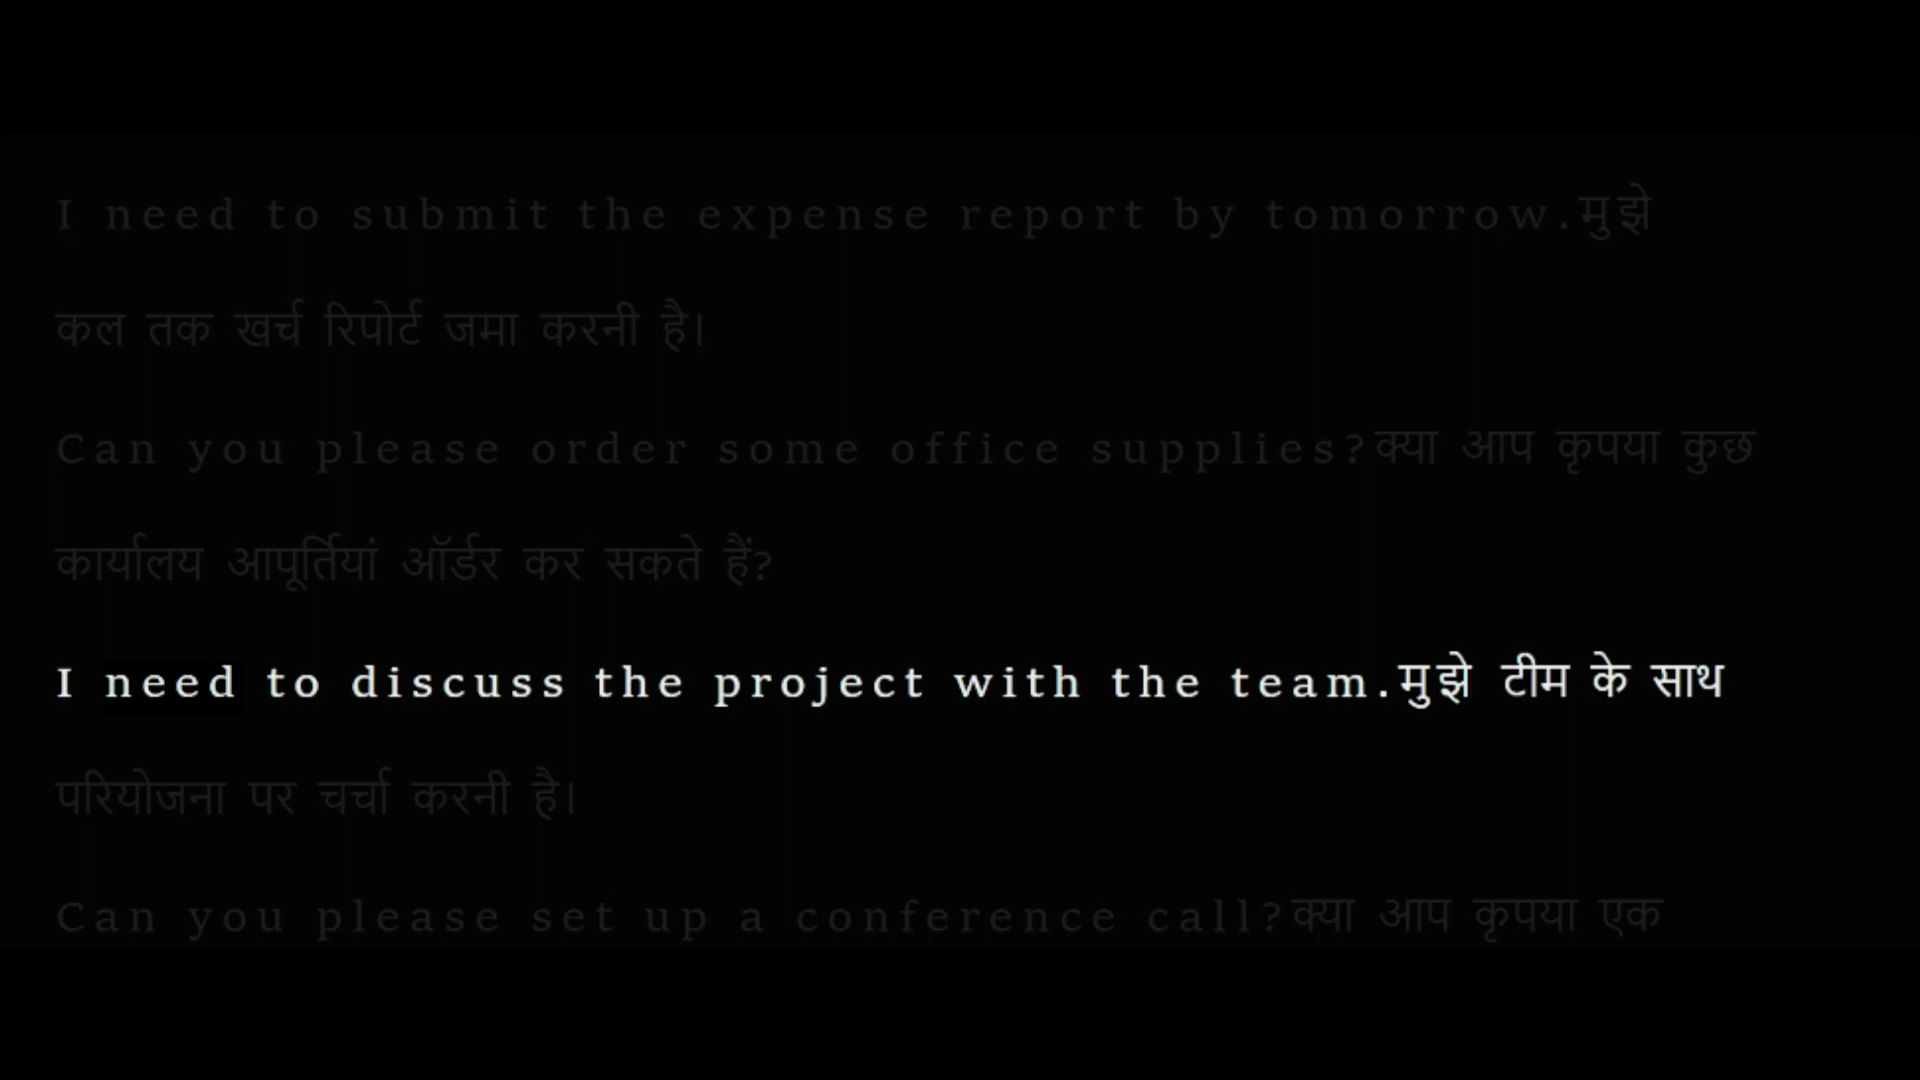 I need to submit the expense report by tomorrow.मुझे
कल तक खर्च रिपोर्ट जमा करनी है।
Can you please order some office supplies?क्या आप कृपया कुछ
कार्यालय आपूर्तियां ऑर्डर कर सकते हैं?
I need to discuss the project with the team.मुझे टीम के साथ
परियोजना पर चर्चा करनी है।
Can you please set up a conference call?क्या आप कृपया एक